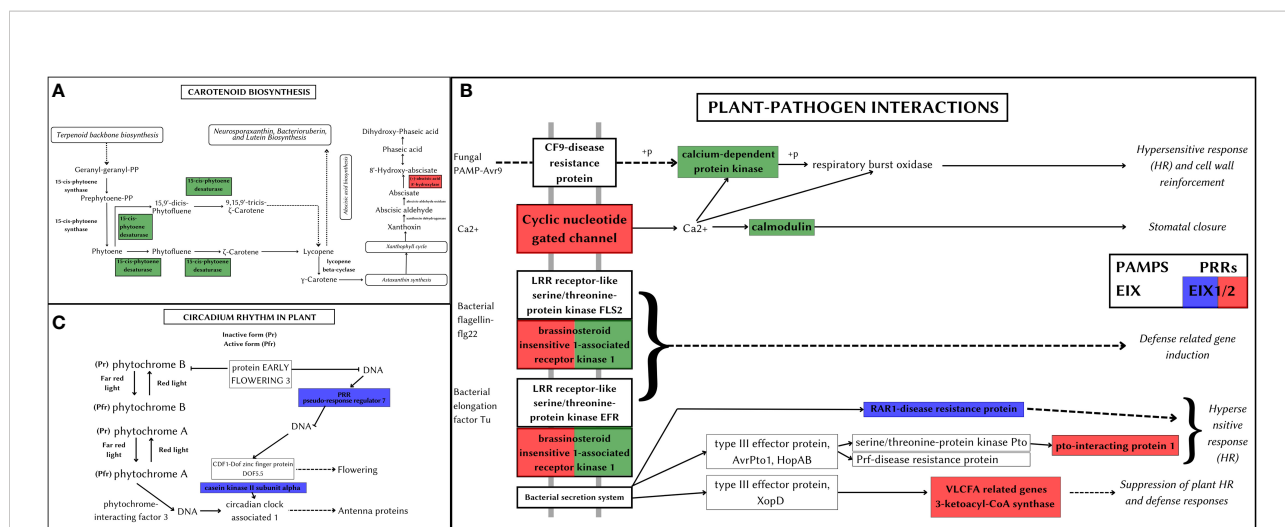 A
CAROTENOID BIOSYNTHESIS
Terpenoid backbone biosynthesis
Neurosporaxanthin, Bacterioruberin,
and Lutein Biosynthesis
Geranyl-geranyl-PP
15-cis-phytoene
synthase
Prephytoene-PP
15-cis-phytoene
synthase
Phytoene
15-cis-phytoene
desaturase
15,9'-dicis-
Phytofluene
9,15,9'-tricis-
ζ-Carotene
15-cis-
phytoene
desaturase
Phytofluene
ζ-Carotene
Lycopene
15-cis-phytoene
desaturase
15-cis-phytoene
desaturase
lycopene
beta-cyclase
γ-Carotene
Astaxanthin synthesis
Abscisic acid biosynthesis
Dihydroxy-Phaseic acid
Phaseic acid
8'-Hydroxy-abscisate
(+)-abscisic acid
8'-hydroxylase
Abscisate
abscisic aldehyde oxidase
Abscisic aldehyde
xanthoxin dehydrogenase
Xanthoxin
Xanthophyll cycle
B
PLANT-PATHOGEN INTERACTIONS
Fungal
PAMP-Avr9
CF9-disease
resistance
protein
+p
calcium-dependent
protein kinase
+p
respiratory burst oxidase
Hypersensitive response
(HR) and cell wall
reinforcement
Ca2+
Cyclic nucleotide
gated channel
Ca2+
calmodulin
Stomatal closure
PAMPS PRRs
EIX EIX1/2
Bacterial
flagellin-
flg22
LRR receptor-like
serine/threonine-
protein kinase FLS2
brassinosteroid
insensitive 1-associated
receptor kinase 1
Defense related gene
induction
Bacterial
elongation
factor Tu
LRR receptor-like
serine/threonine-
protein kinase EFR
brassinosteroid
insensitive 1-associated
receptor kinase 1
Bacterial secretion system
RAR1-disease resistance protein
type III effector protein,
AvrPto1, HopAB
serine/threonine-protein kinase Pto
Prf-disease resistance protein
pto-interacting protein 1
Hyperse
nsitive
response
(HR)
type III effector protein,
XopD
VLCFA related genes
3-ketoacyl-CoA synthase
Suppression of plant HR
and defense responses
C
CIRCADIUM RHYTHM IN PLANT
Inactive form (Pr)
Active form (Pfr)
(Pr) phytochrome B
Far red
light
Red light
(Pfr) phytochrome B
(Pr) phytochrome A
Far red
light
Red light
(Pfr) phytochrome A
protein EARLY
FLOWERING 3
DNA
PRR
pseudo-response regulator 7
DNA
CDF1-Dof zinc finger protein
DOF5.5
Flowering
casein kinase II subunit alpha
phytochrome-
interacting factor 3
DNA
circadian clock
associated 1
Antenna proteins